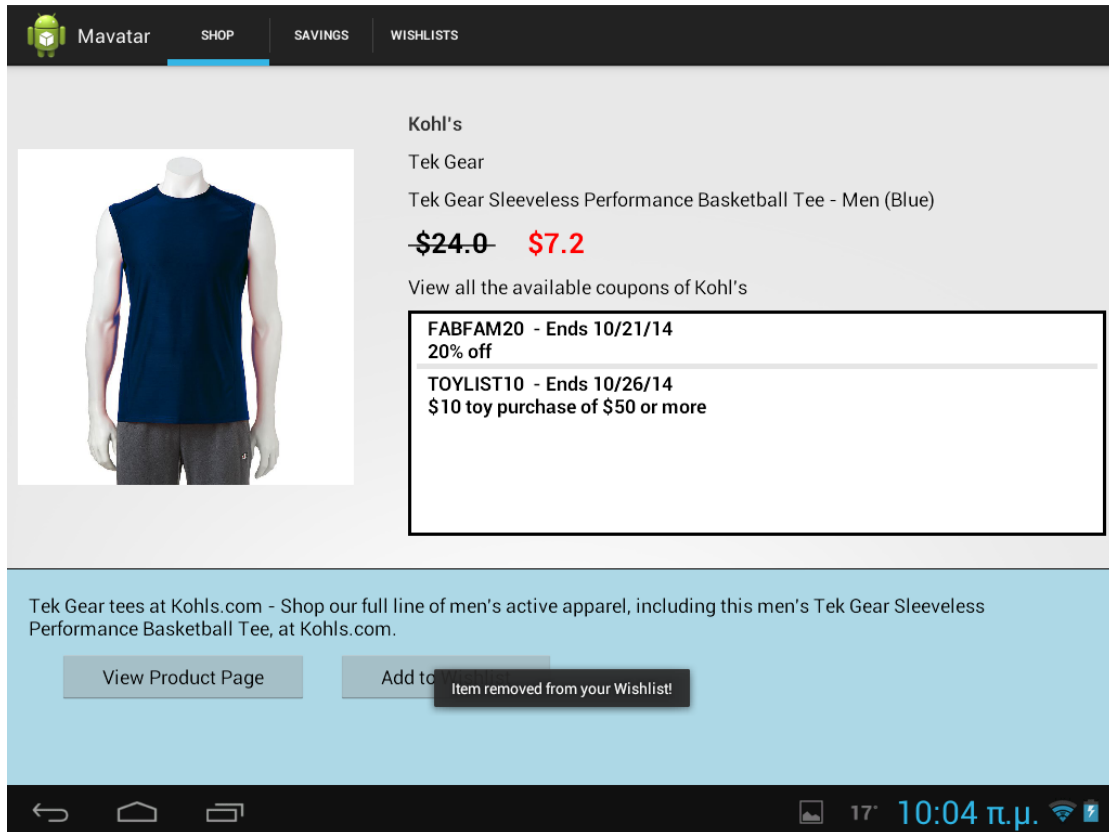 Mavatar
SHOP
SAVINGS
WISHLISTS
Kohl's
Tek Gear
Tek Gear Sleeveless Performance Basketball Tee - Men (Blue)
$24.0 $7.2
View all the available coupons of Kohl's
FABFAM20 - Ends 10/21/14
20% off
TOYLIST10 - Ends 10/26/14
$10 toy purchase of $50 or more
Tek Gear tees at Kohls.com - Shop our full line of men's active apparel, including this men's Tek Gear Sleeveless
Performance Basketball Tee, at Kohls.com.
View Product Page
Add to Wishlist
Item removed from your Wishlist!
17° 10:04 π.μ.